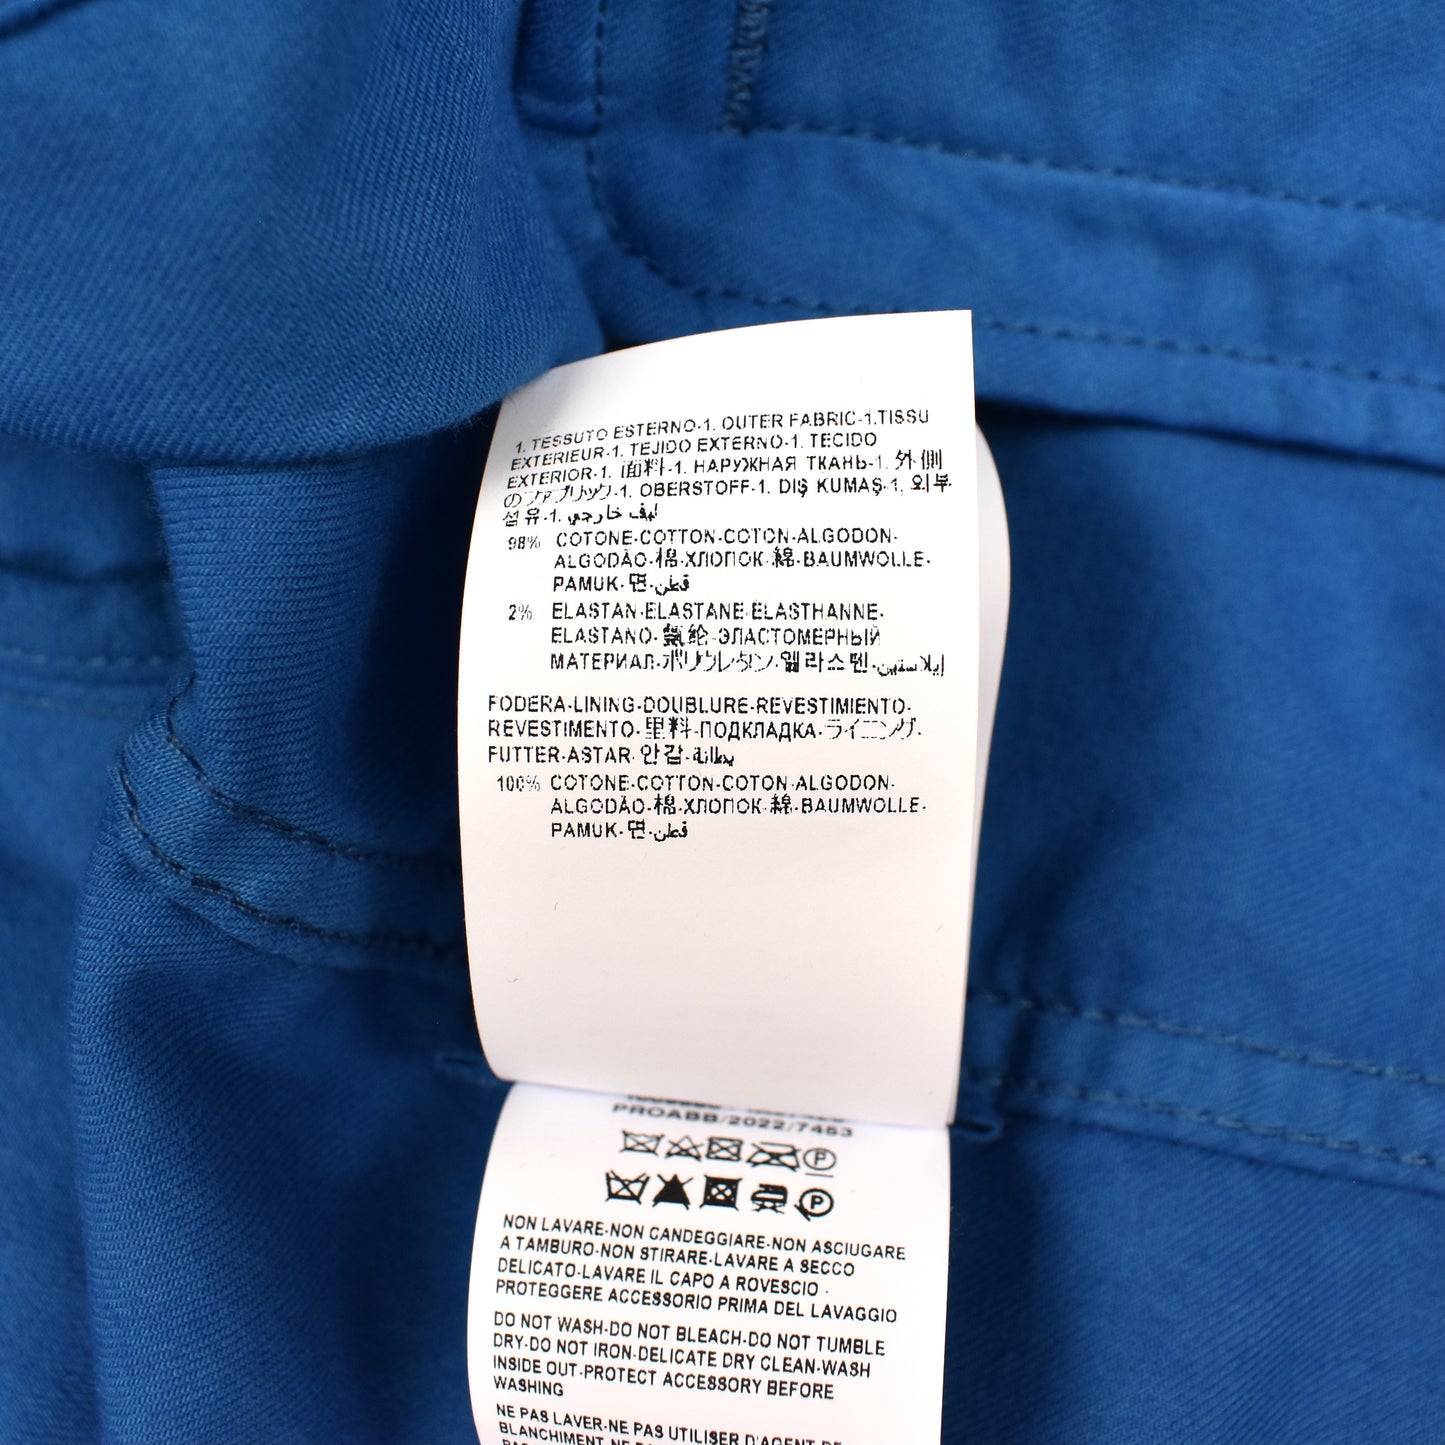 1. TESSUTO ESTERNO-1. OUTER FABRIC-1.TISSU
EXTERIEUR-1. TEJIDO EXTERNO-1. TECIDO
EXTERIOR-1. 面料-1. НАРУЖНАЯ ТКАНЬ-1. 外側
のファブリック-1. OBERSTOFF-1. DIŞ KUMAŞ-1. 외부
섬유-1. ليف خارجي
98% COTONE-COTTON-COTON-ALGODON-
ALGODÃO-棉-ХЛОПОК-綿-BAUMWOLLE-
PAMUK-면-قطن
2% ELASTAN-ELASTANE-ELASTHANNE-
ELASTANO-氨纶-ЭЛАСТОМЕРНЫЙ
МАТЕРИАЛ-ポリウレタン-엘라스텐-إيلاستين
FODERA-LINING-DOUBLURE-REVESTIMIENTO-
REVESTIMENTO-里料-ПОДКЛАДКА-ライニング-
FUTTER-ASTAR-안감-بطانة
100% COTONE-COTTON-COTON-ALGODON-
ALGODÃO-棉-ХЛОПОК-綿-BAUMWOLLE-
PAMUK-면-قطن
PROABB/2022/7453
P
P
NON LAVARE-NON CANDEGGIARE-NON ASCIUGARE
A TAMBURO-NON STIRARE-LAVARE A SECCO
DELICATO-LAVARE IL CAPO A ROVESCIO -
PROTEGGERE ACCESSORIO PRIMA DEL LAVAGGIO
DO NOT WASH-DO NOT BLEACH-DO NOT TUMBLE
DRY-DO NOT IRON-DELICATE DRY CLEAN-WASH
INSIDE OUT-PROTECT ACCESSORY BEFORE
WASHING
NE PAS LAVER-NE PAS UTILISER D'AGENT DE
BLANCHIMENT-NE PAS